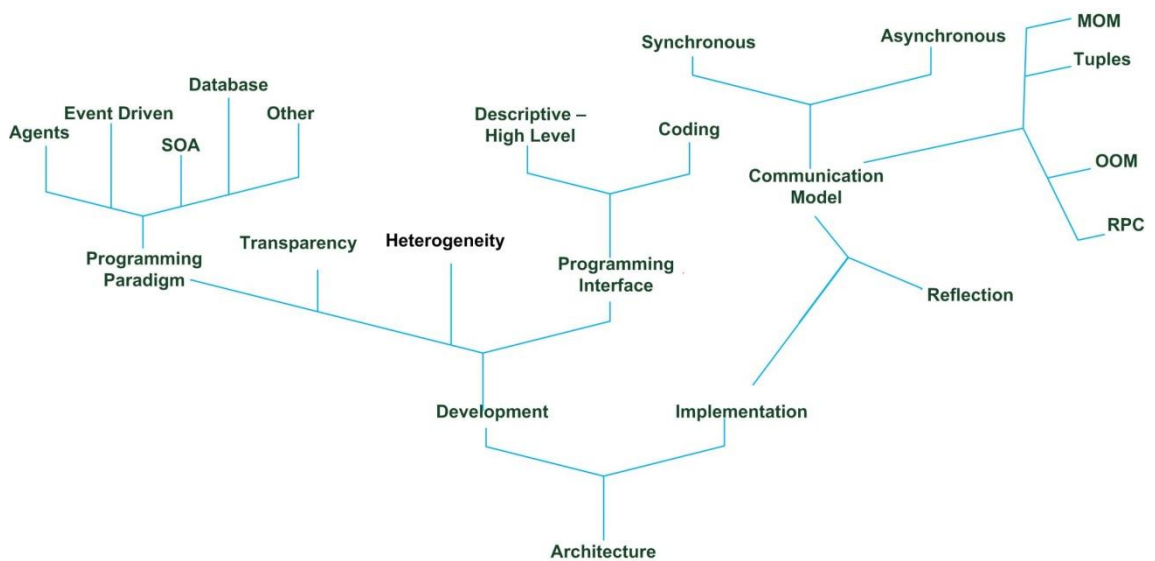 MOM
Asynchronous
Synchronous
Tuples
Database
Event Driven
Other
Descriptive –
High Level
Agents
SOA
Coding
OOM
Communication
Model
RPC
Transparency
Heterogeneity
Programming
Paradigm
Programming
Interface
Reflection
Development
Implementation
Architecture